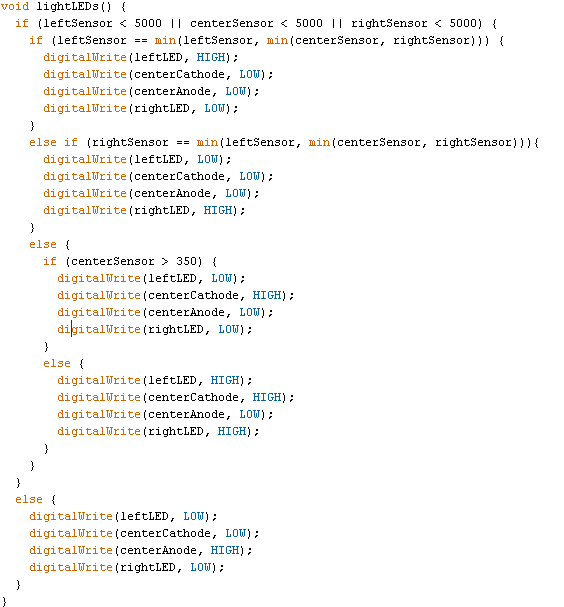 void lightLEDs() {
  if (leftSensor < 5000 || centerSensor < 5000 || rightSensor < 5000) {
    if (leftSensor == min(leftSensor, min(centerSensor, rightSensor))) {
      digitalWrite(leftLED, HIGH);
      digitalWrite(centerCathode, LOW);
      digitalWrite(centerAnode, LOW);
      digitalWrite(rightLED, LOW);
    }
    else if (rightSensor == min(leftSensor, min(centerSensor, rightSensor))){
      digitalWrite(leftLED, LOW);
      digitalWrite(centerCathode, LOW);
      digitalWrite(centerAnode, LOW);
      digitalWrite(rightLED, HIGH);
    }
    else {
      if (centerSensor > 350) {
        digitalWrite(leftLED, LOW);
        digitalWrite(centerCathode, HIGH);
        digitalWrite(centerAnode, LOW);
        digitalWrite(rightLED, LOW);
      }
      else {
        digitalWrite(leftLED, HIGH);
        digitalWrite(centerCathode, HIGH);
        digitalWrite(centerAnode, LOW);
        digitalWrite(rightLED, HIGH);
      }
    }
  }
  else {
    digitalWrite(leftLED, LOW);
    digitalWrite(centerCathode, LOW);
    digitalWrite(centerAnode, HIGH);
    digitalWrite(rightLED, LOW);
  }
}